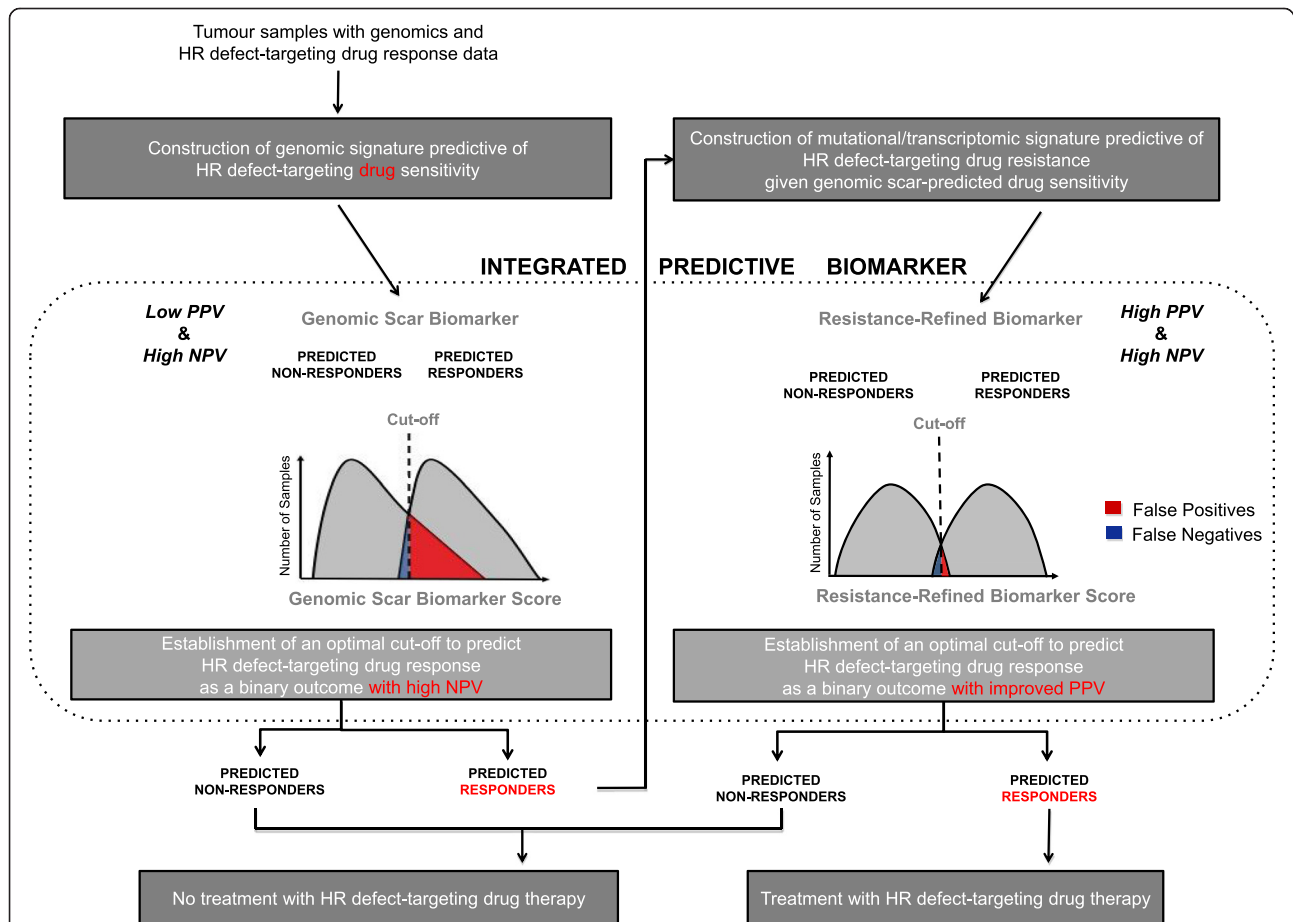 Tumour samples with genomics and
HR defect-targeting drug response data
Construction of genomic signature predictive of
HR defect-targeting drug sensitivity
Construction of mutational/transcriptomic signature predictive of
HR defect-targeting drug resistance
given genomic scar-predicted drug sensitivity
INTEGRATED PREDICTIVE BIOMARKER
Low PPV
&
High NPV
Genomic Scar Biomarker
PREDICTED
NON-RESPONDERS
PREDICTED
RESPONDERS
Cut-off
Number of Samples
Genomic Scar Biomarker Score
Establishment of an optimal cut-off to predict
HR defect-targeting drug response
as a binary outcome with high NPV
Resistance-Refined Biomarker
High PPV
&
High NPV
PREDICTED
NON-RESPONDERS
PREDICTED
RESPONDERS
Cut-off
Number of Samples
False Positives
False Negatives
Resistance-Refined Biomarker Score
Establishment of an optimal cut-off to predict
HR defect-targeting drug response
as a binary outcome with improved PPV
PREDICTED
NON-RESPONDERS
PREDICTED
RESPONDERS
PREDICTED
NON-RESPONDERS
PREDICTED
RESPONDERS
No treatment with HR defect-targeting drug therapy
Treatment with HR defect-targeting drug therapy